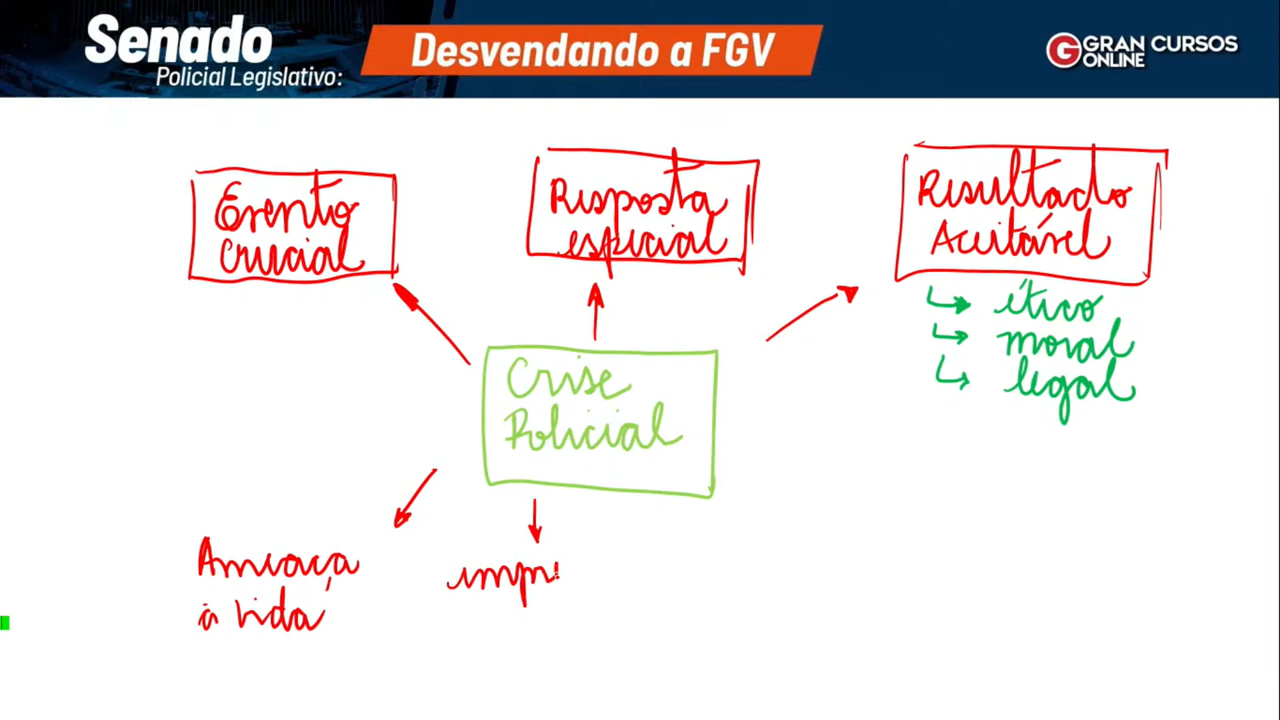 Senado
Policial Legislativo:
Desvendando a FGV
GRAN CURSOS
ONLINE
Evento
Crucial
Resposta
especial
Resultado
Aceitável
ético
moral
legal
Crise
Policial
Ameaça
à vida
impr